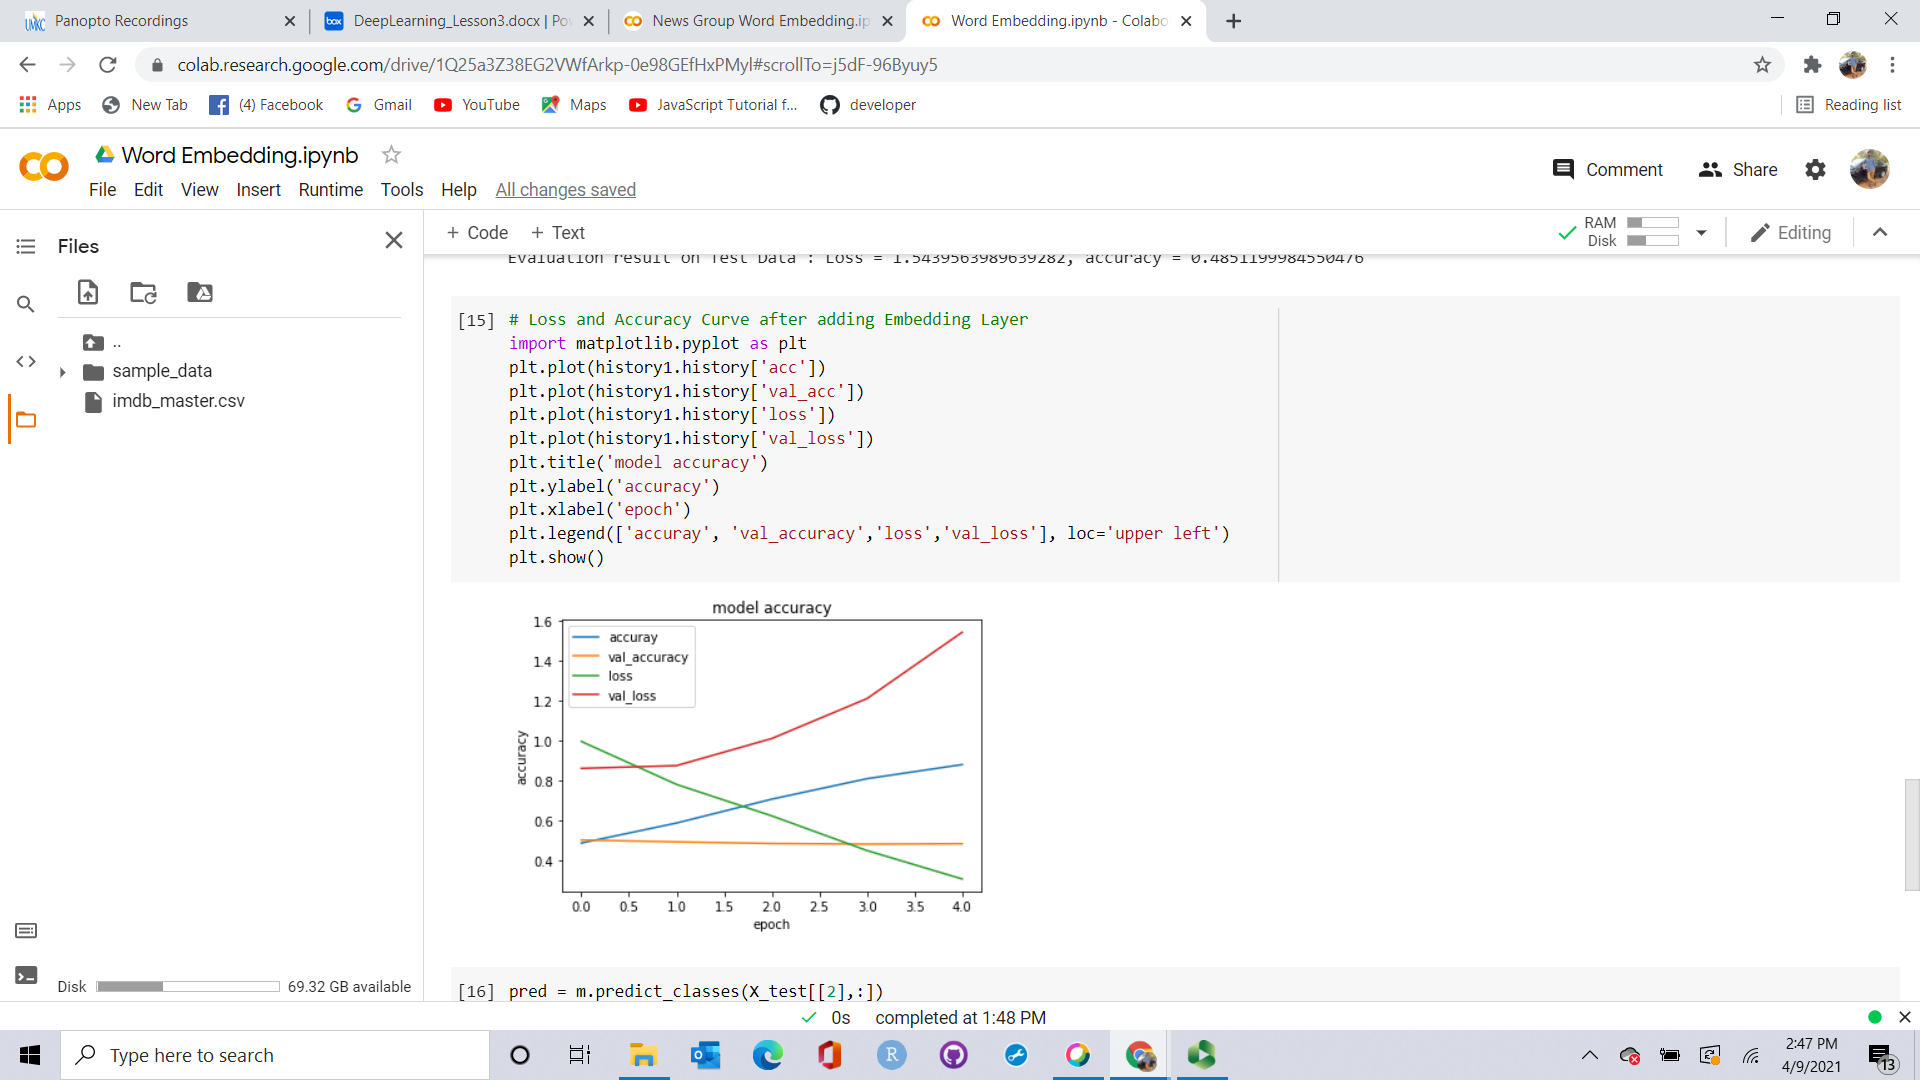 Panopto Recordings
DeepLearning_Lesson3.docx | Po
News Group Word Embedding.ip
Word Embedding.ipynb - Colabo
colab.research.google.com/drive/1Q25a3Z38EG2VWfArkp-0e98GEfHxPMyl#scrollTo=j5dF-96Byuy5
Apps New Tab (4) Facebook Gmail YouTube Maps JavaScript Tutorial f... developer Reading list
Word Embedding.ipynb
File Edit View Insert Runtime Tools Help All changes saved
Comment Share
Files
+ Code + Text
RAM
Disk
Editing
..
sample_data
imdb_master.csv
Evaluation result on Test Data : Loss = 1.5439563989639282, accuracy = 0.4851199984550476
[15] # Loss and Accuracy Curve after adding Embedding Layer
import matplotlib.pyplot as plt
plt.plot(history1.history['acc'])
plt.plot(history1.history['val_acc'])
plt.plot(history1.history['loss'])
plt.plot(history1.history['val_loss'])
plt.title('model accuracy')
plt.ylabel('accuracy')
plt.xlabel('epoch')
plt.legend(['accuray', 'val_accuracy','loss','val_loss'], loc='upper left')
plt.show()
model accuracy
accuray
val_accuracy
loss
val_loss
1.6
1.4
1.2
1.0
0.8
0.6
0.4
accuracy
0.0 0.5 1.0 1.5 2.0 2.5 3.0 3.5 4.0
epoch
Disk 69.32 GB available
[16] pred = m.predict_classes(X_test[[2],:])
0s completed at 1:48 PM
Type here to search
2:47 PM
4/9/2021
13